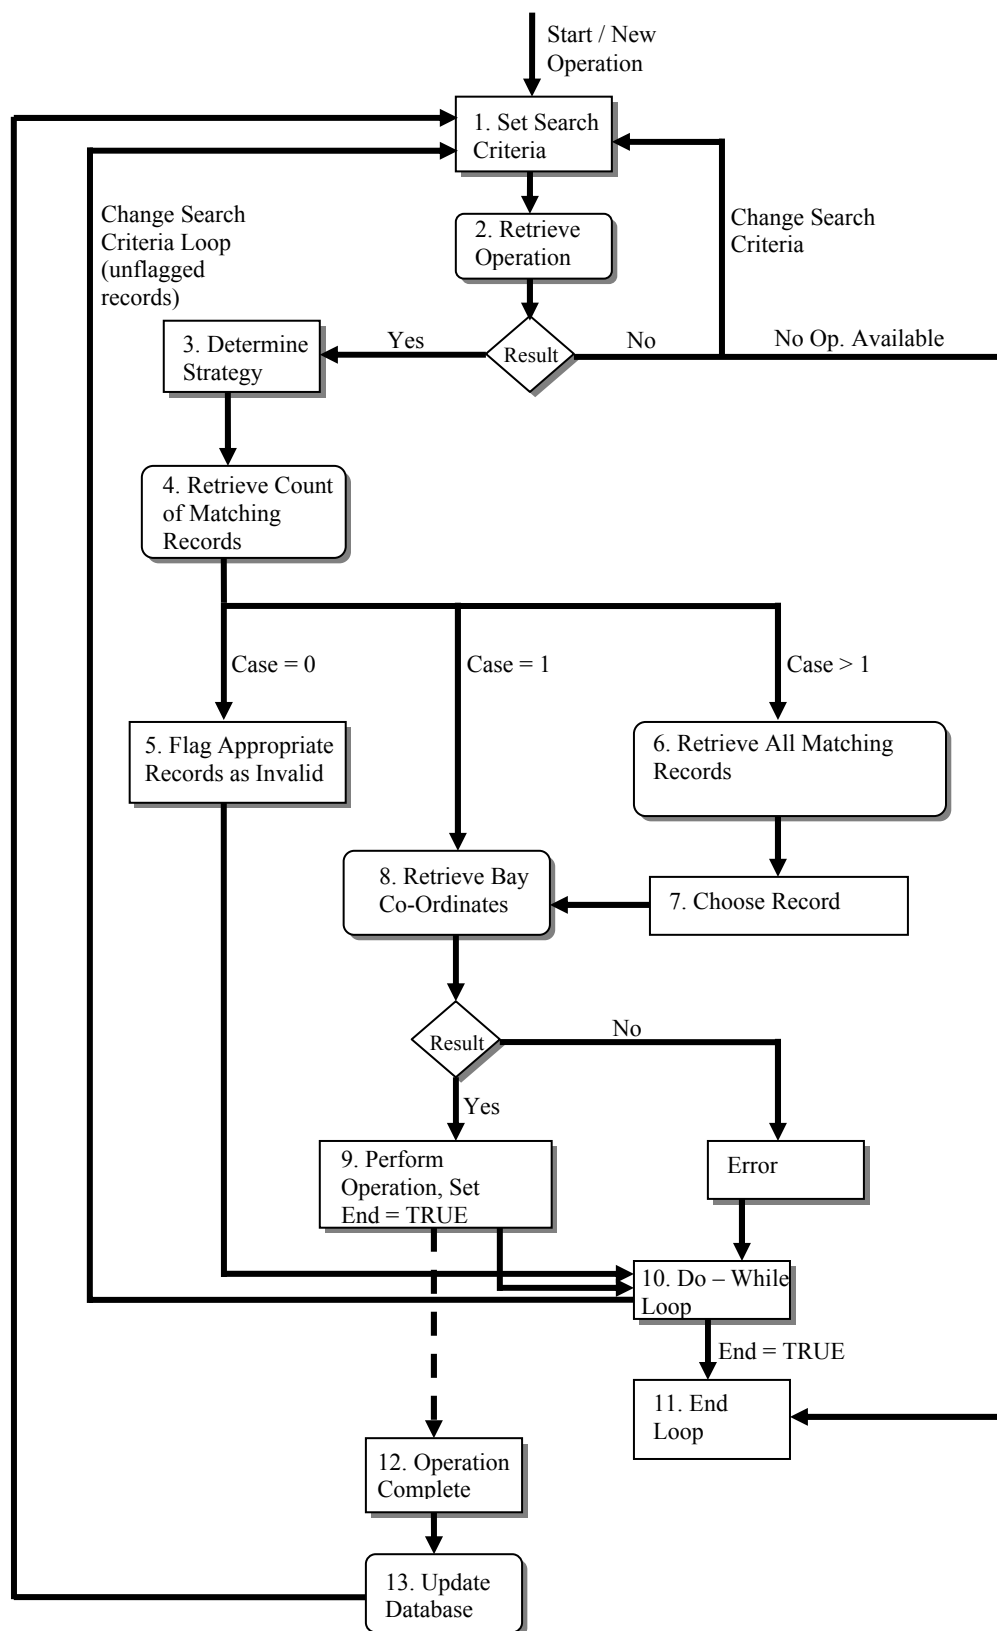 Start / New
Operation
1. Set Search
Criteria
Change Search
Criteria Loop
(unflagged
records)
Change Search
Criteria
2. Retrieve
Operation
3. Determine
Strategy
Yes
Result
No
No Op. Available
4. Retrieve Count
of Matching
Records
Case = 0
Case = 1
Case > 1
5. Flag Appropriate
Records as Invalid
6. Retrieve All Matching
Records
8. Retrieve Bay
Co-Ordinates
7. Choose Record
Result
No
Yes
9. Perform
Operation, Set
End = TRUE
Error
10. Do – While
Loop
End = TRUE
11. End
Loop
12. Operation
Complete
13. Update
Database